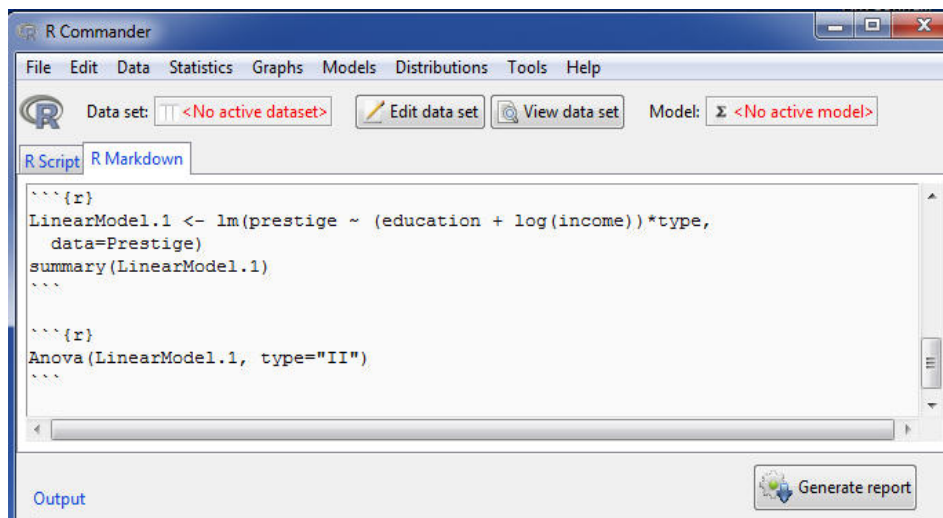 R Commander
File Edit Data Statistics Graphs Models Distributions Tools Help
R Data set: <No active dataset> Edit data set View data set Model: Σ <No active model>
R Script R Markdown
```{r}
LinearModel.1 <- lm(prestige ~ (education + log(income))*type,
  data=Prestige)
summary(LinearModel.1)
```
```{r}
Anova(LinearModel.1, type="II")
```
Output Generate report